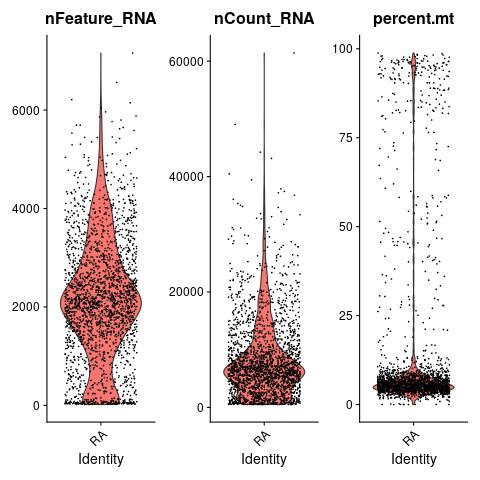 nFeature_RNA
6000
4000
2000
0
RA
Identity
nCount_RNA
60000
40000
20000
0
RA
Identity
percent.mt
100
75
50
25
0
RA
Identity